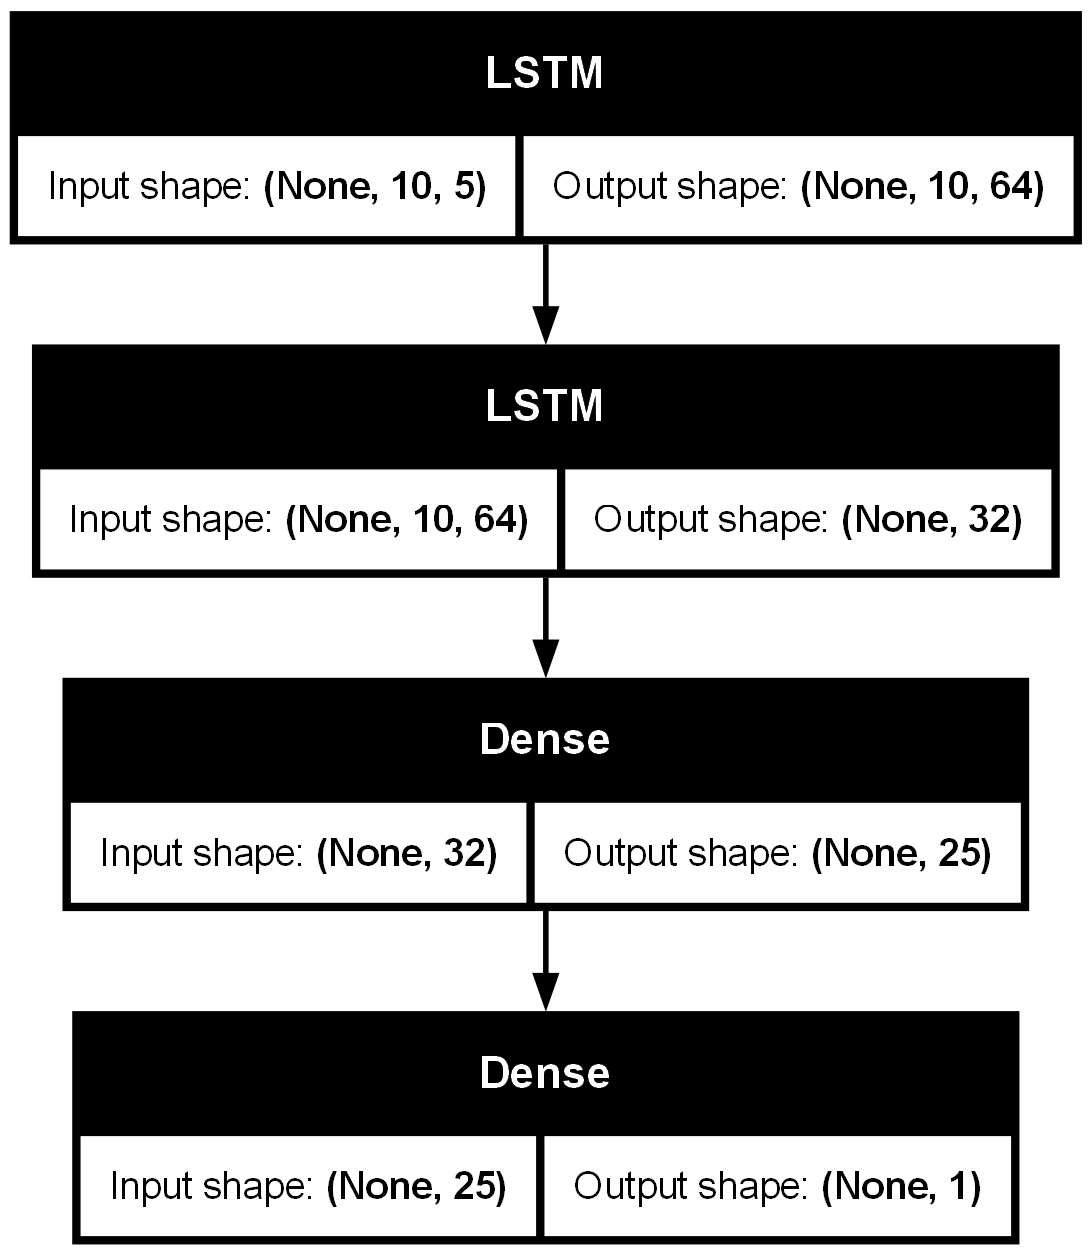 LSTM
Input shape: (None, 10, 5) Output shape: (None, 10, 64)
LSTM
Input shape: (None, 10, 64) Output shape: (None, 32)
Dense
Input shape: (None, 32) Output shape: (None, 25)
Dense
Input shape: (None, 25) Output shape: (None, 1)